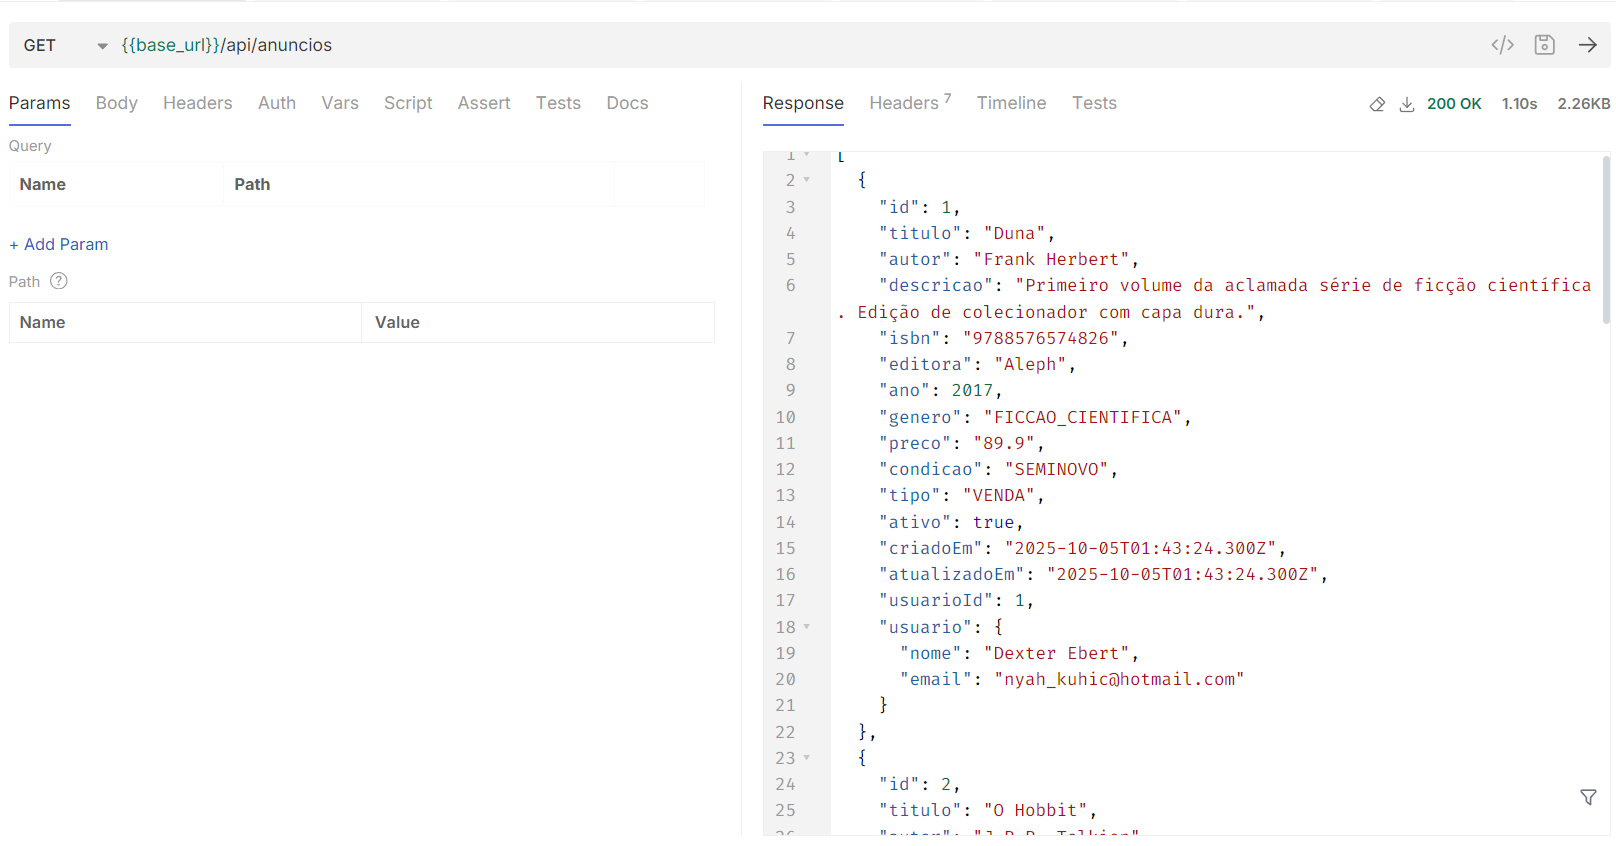 GET {{base_url}}/api/anuncios
Params Body Headers Auth Vars Script Assert Tests Docs
Query
Name Path
+ Add Param
Path ?
Name Value
Response Headers 7 Timeline Tests 200 OK 1.10s 2.26KB
1 [
2 {
3 "id": 1,
4 "titulo": "Duna",
5 "autor": "Frank Herbert",
6 "descricao": "Primeiro volume da aclamada série de ficção científica
. Edição de colecionador com capa dura.",
7 "isbn": "9788576574826",
8 "editora": "Aleph",
9 "ano": 2017,
10 "genero": "FICCAO_CIENTIFICA",
11 "preco": "89.9",
12 "condicao": "SEMINOVO",
13 "tipo": "VENDA",
14 "ativo": true,
15 "criadoEm": "2025-10-05T01:43:24.300Z",
16 "atualizadoEm": "2025-10-05T01:43:24.300Z",
17 "usuarioId": 1,
18 "usuario": {
19 "nome": "Dexter Ebert",
20 "email": "nyah_kuhic@hotmail.com"
21 }
22 },
23 {
24 "id": 2,
25 "titulo": "O Hobbit",
26 "autor": "J.R.R. Tolkien"